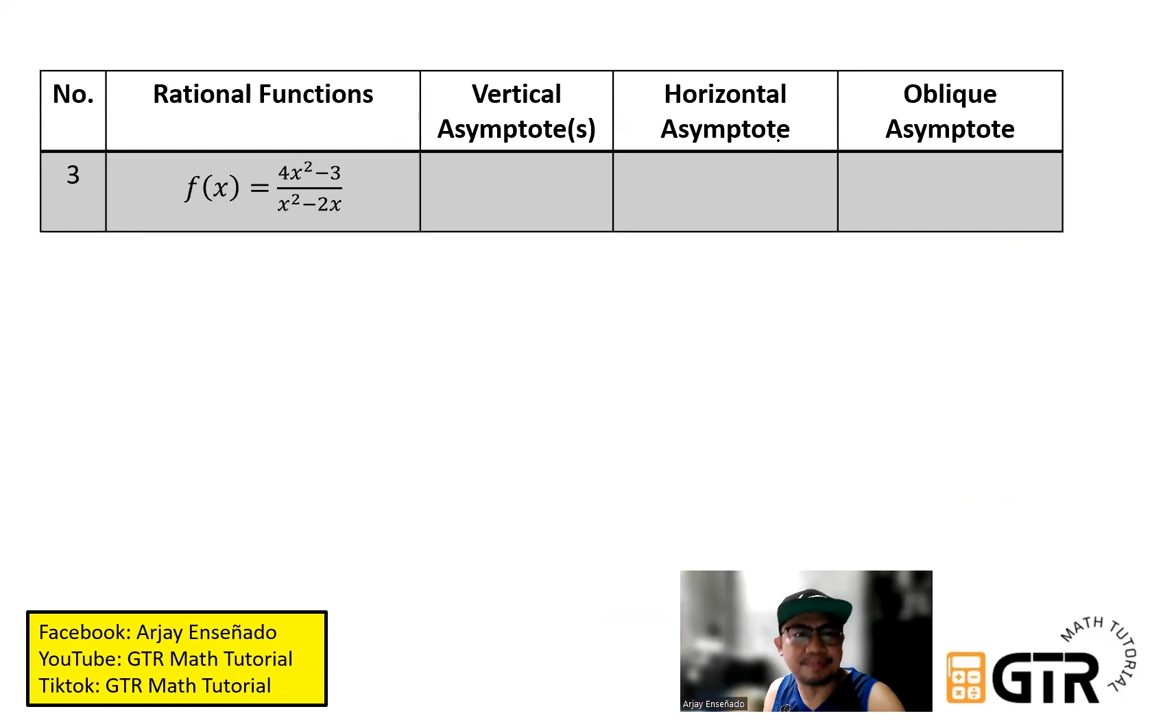 No. Rational Functions Vertical Asymptote(s) Horizontal Asymptote Oblique Asymptote
3 f(x) = 4x²−3 / x²−2x
Facebook: Arjay Enseñado
YouTube: GTR Math Tutorial
Tiktok: GTR Math Tutorial
Arjay Enseñado
MATH TUTORIAL
GTR